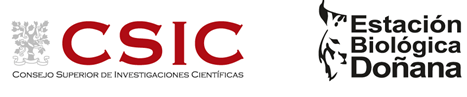 CSIC
CONSEJO SUPERIOR DE INVESTIGACIONES CIENTÍFICAS
Estación
Biológica
Doñana